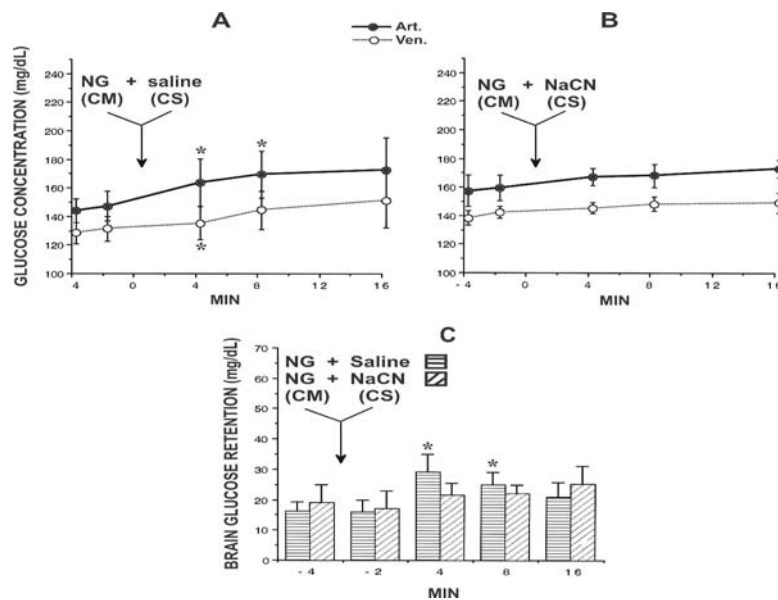 A
B
Art.
Ven.
GLUCOSE CONCENTRATION (mg/dL)
240
220
200
180
160
140
120
100
NG + saline
(CM) (CS)
*
*
*
4
0
4
8
12
16
MIN
240
220
200
180
160
140
120
100
NG + NaCN
(CM) (CS)
- 4
0
4
8
12
16
MIN
C
BRAIN GLUCOSE RETENTION (mg/dL)
70
60
50
40
30
20
10
0
NG + Saline
NG + NaCN
(CM) (CS)
*
*
- 4
- 2
4
8
16
MIN